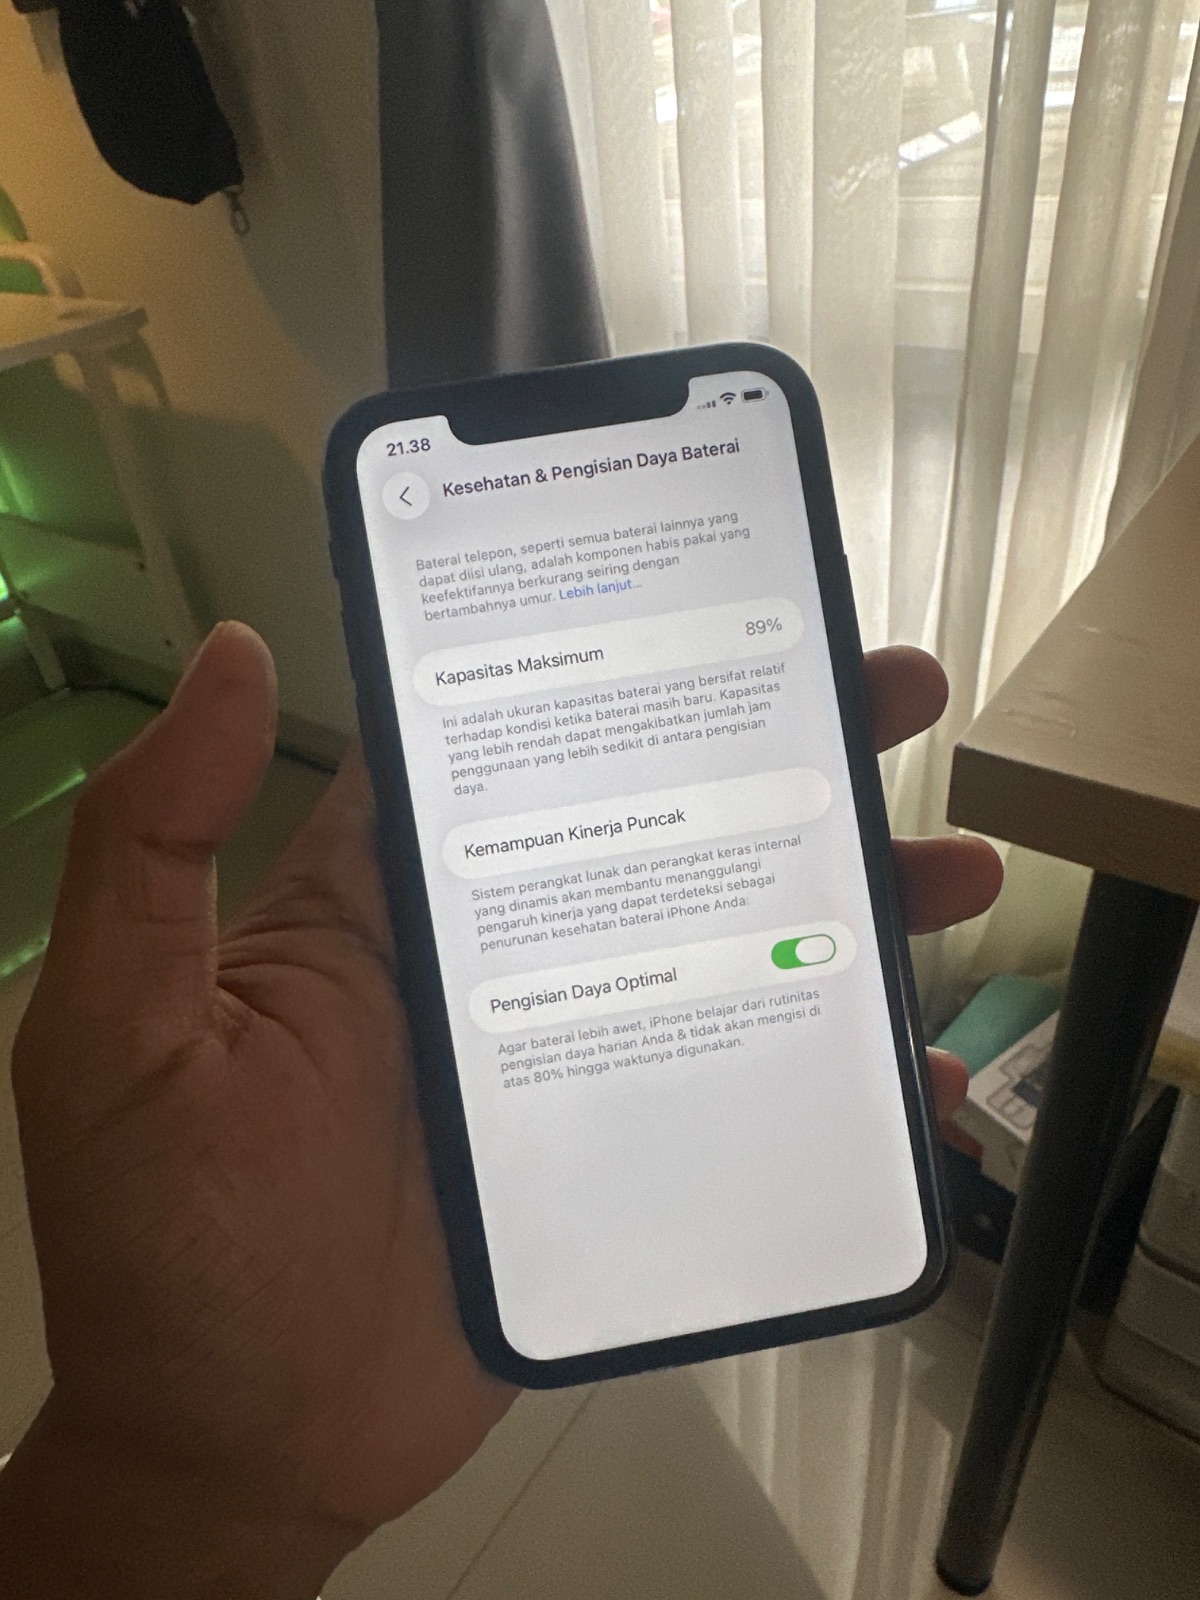 21.38
Kesehatan & Pengisian Daya Baterai
Baterai telepon, seperti semua baterai lainnya yang
dapat diisi ulang, adalah komponen habis pakai yang
keefektifannya berkurang seiring dengan
bertambahnya umur. Lebih lanjut...
Kapasitas Maksimum 89%
Ini adalah ukuran kapasitas baterai yang bersifat relatif
terhadap kondisi ketika baterai masih baru. Kapasitas
yang lebih rendah dapat mengakibatkan jumlah jam
penggunaan yang lebih sedikit di antara pengisian
daya.
Kemampuan Kinerja Puncak
Sistem perangkat lunak dan perangkat keras internal
yang dinamis akan membantu menanggulangi
pengaruh kinerja yang dapat terdeteksi sebagai
penurunan kesehatan baterai iPhone Anda.
Pengisian Daya Optimal
Agar baterai lebih awet, iPhone belajar dari rutinitas
pengisian daya harian Anda & tidak akan mengisi di
atas 80% hingga waktunya digunakan.